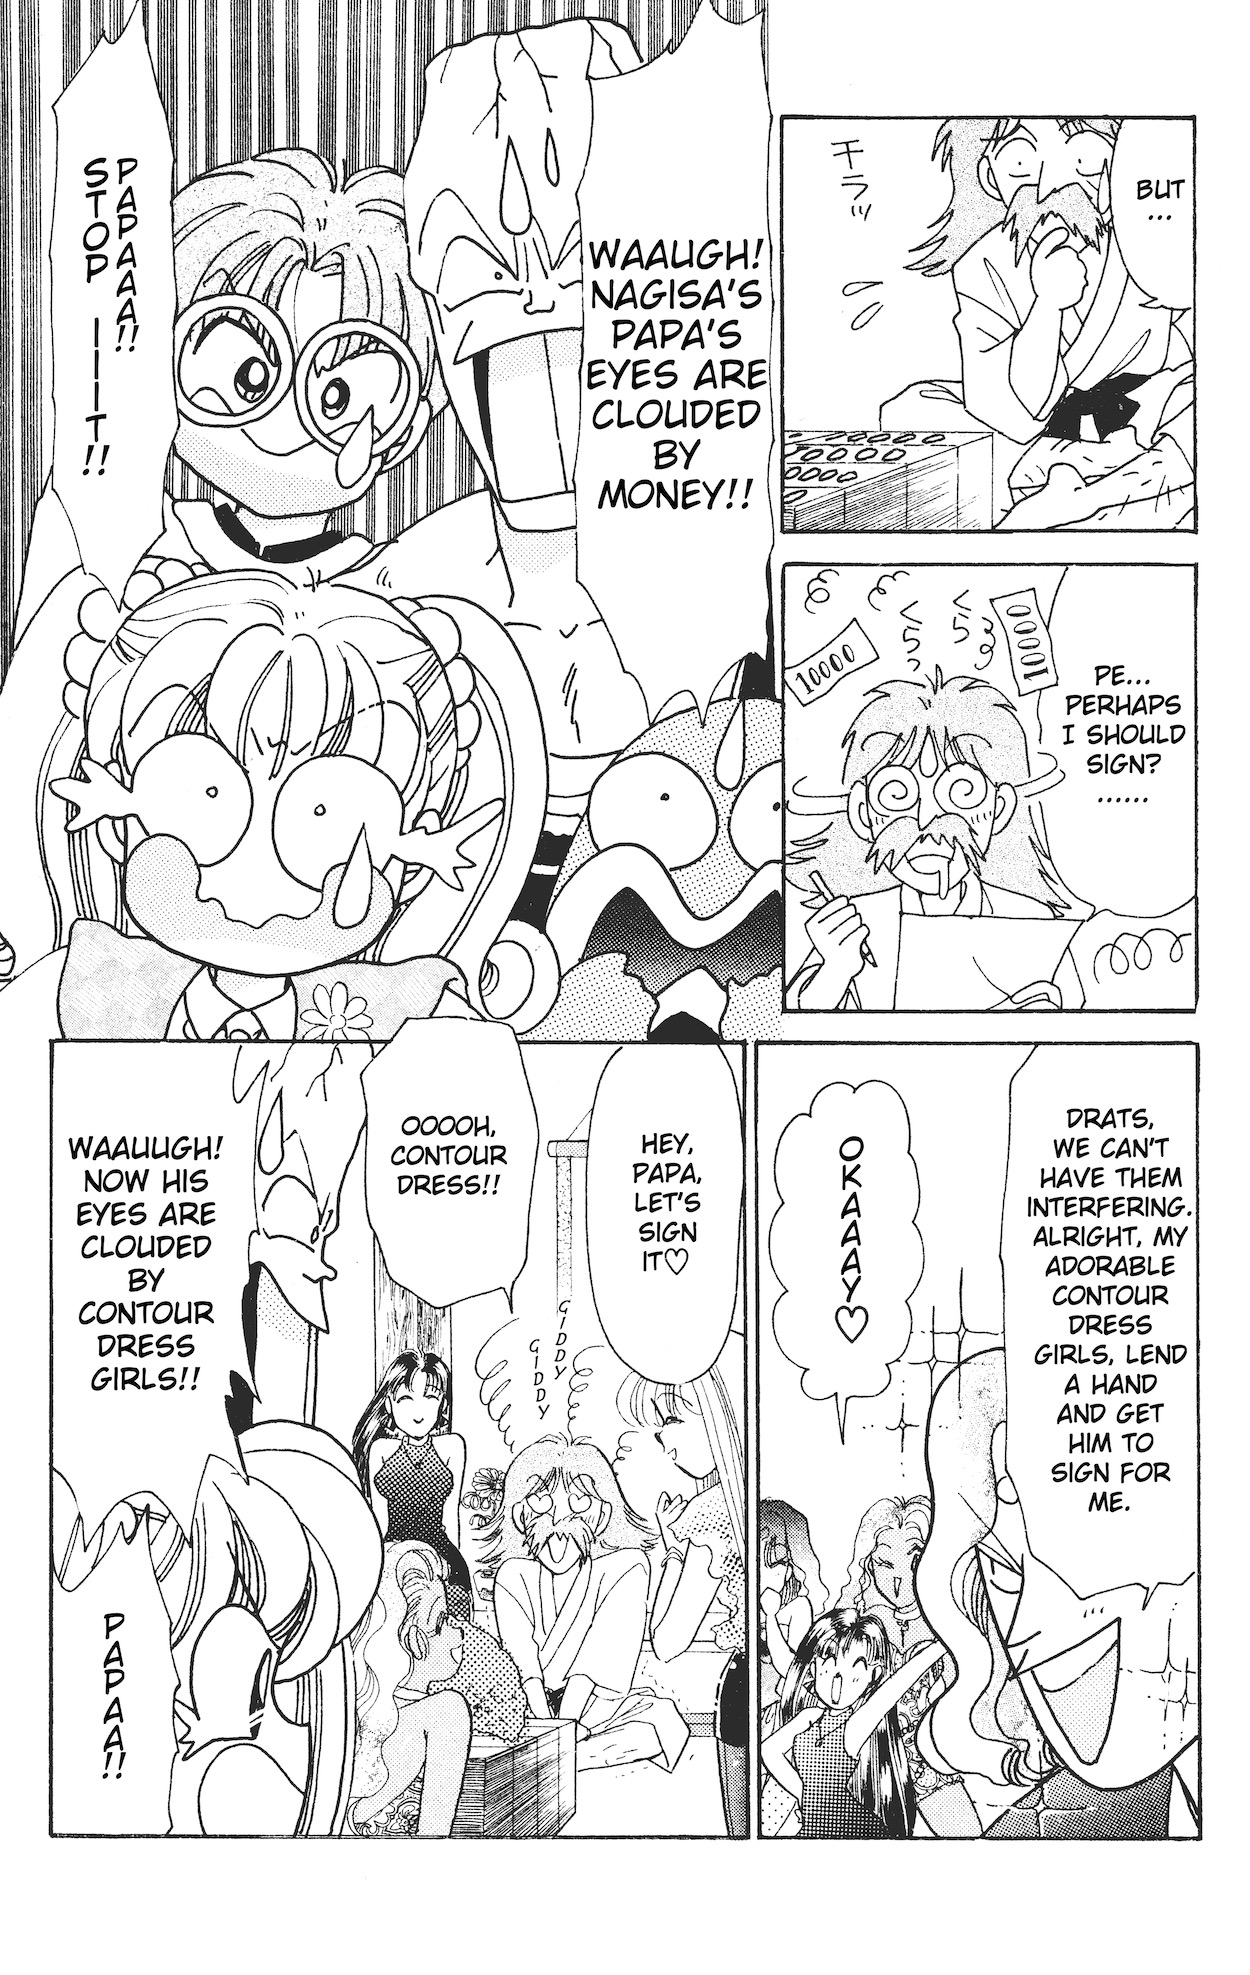 BUT
...
チラッ
10000
10000
PE...
PERHAPS
I SHOULD
SIGN?
......
くらくらっ
10000
10000
WAAUGH!
NAGISA'S
PAPA'S
EYES ARE
CLOUDED
BY
MONEY!!
PAPAAA!!
STOP IIIIT!!
DRATS,
WE CAN'T
HAVE THEM
INTERFERING.
ALRIGHT, MY
ADORABLE
CONTOUR
DRESS
GIRLS, LEND
A HAND
AND GET
HIM TO
SIGN FOR
ME.
OKAAAY♡
HEY,
PAPA,
LET'S
SIGN
IT♡
OOOOH,
CONTOUR
DRESS!!
GIDDY
GIDDY
WAAUUGH!
NOW HIS
EYES ARE
CLOUDED
BY
CONTOUR
DRESS
GIRLS!!
PAPAA!!